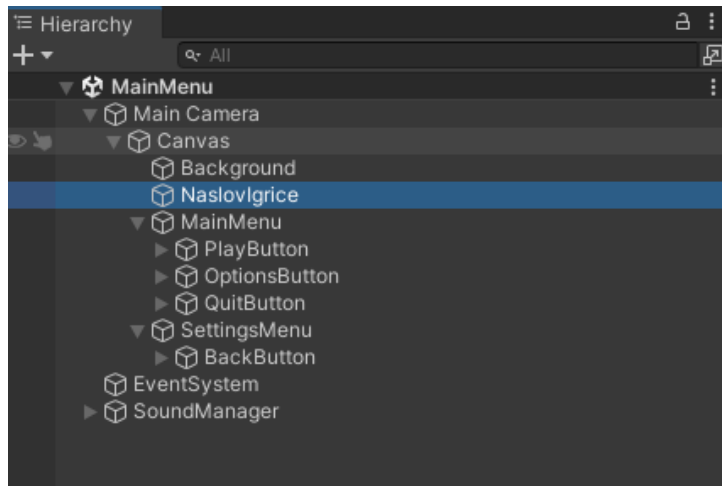 Hierarchy
All
MainMenu
Main Camera
Canvas
Background
NaslovIgrice
MainMenu
PlayButton
OptionsButton
QuitButton
SettingsMenu
BackButton
EventSystem
SoundManager